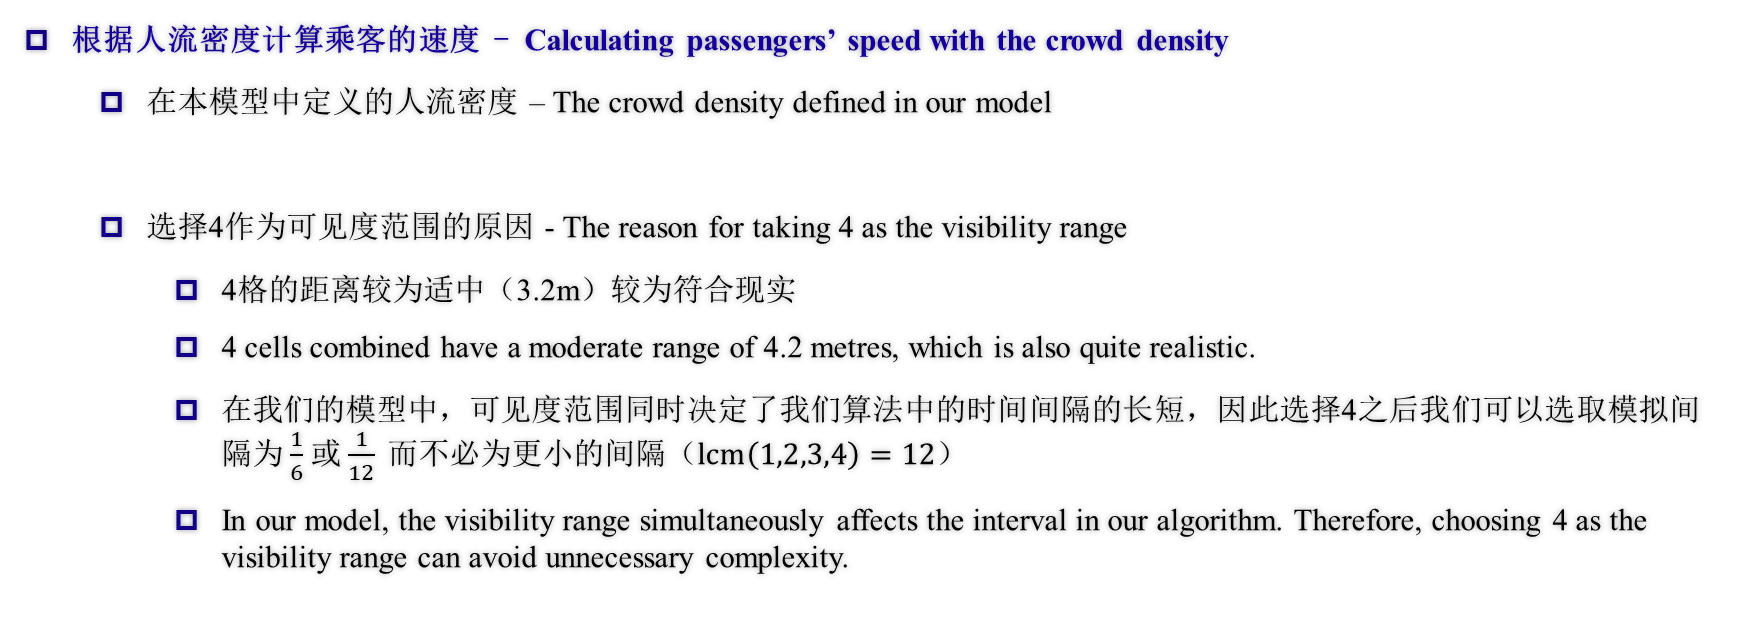 根据人流密度计算乘客的速度 – Calculating passengers’ speed with the crowd density
在本模型中定义的人流密度 – The crowd density defined in our model
选择4作为可见度范围的原因 - The reason for taking 4 as the visibility range
4格的距离较为适中（3.2m）较为符合现实
4 cells combined have a moderate range of 4.2 metres, which is also quite realistic.
在我们的模型中，可见度范围同时决定了我们算法中的时间间隔的长短，因此选择4之后我们可以选取模拟间
隔为 1/6 或 1/12 而不必为更小的间隔（lcm(1,2,3,4) = 12）
In our model, the visibility range simultaneously affects the interval in our algorithm. Therefore, choosing 4 as the
visibility range can avoid unnecessary complexity.